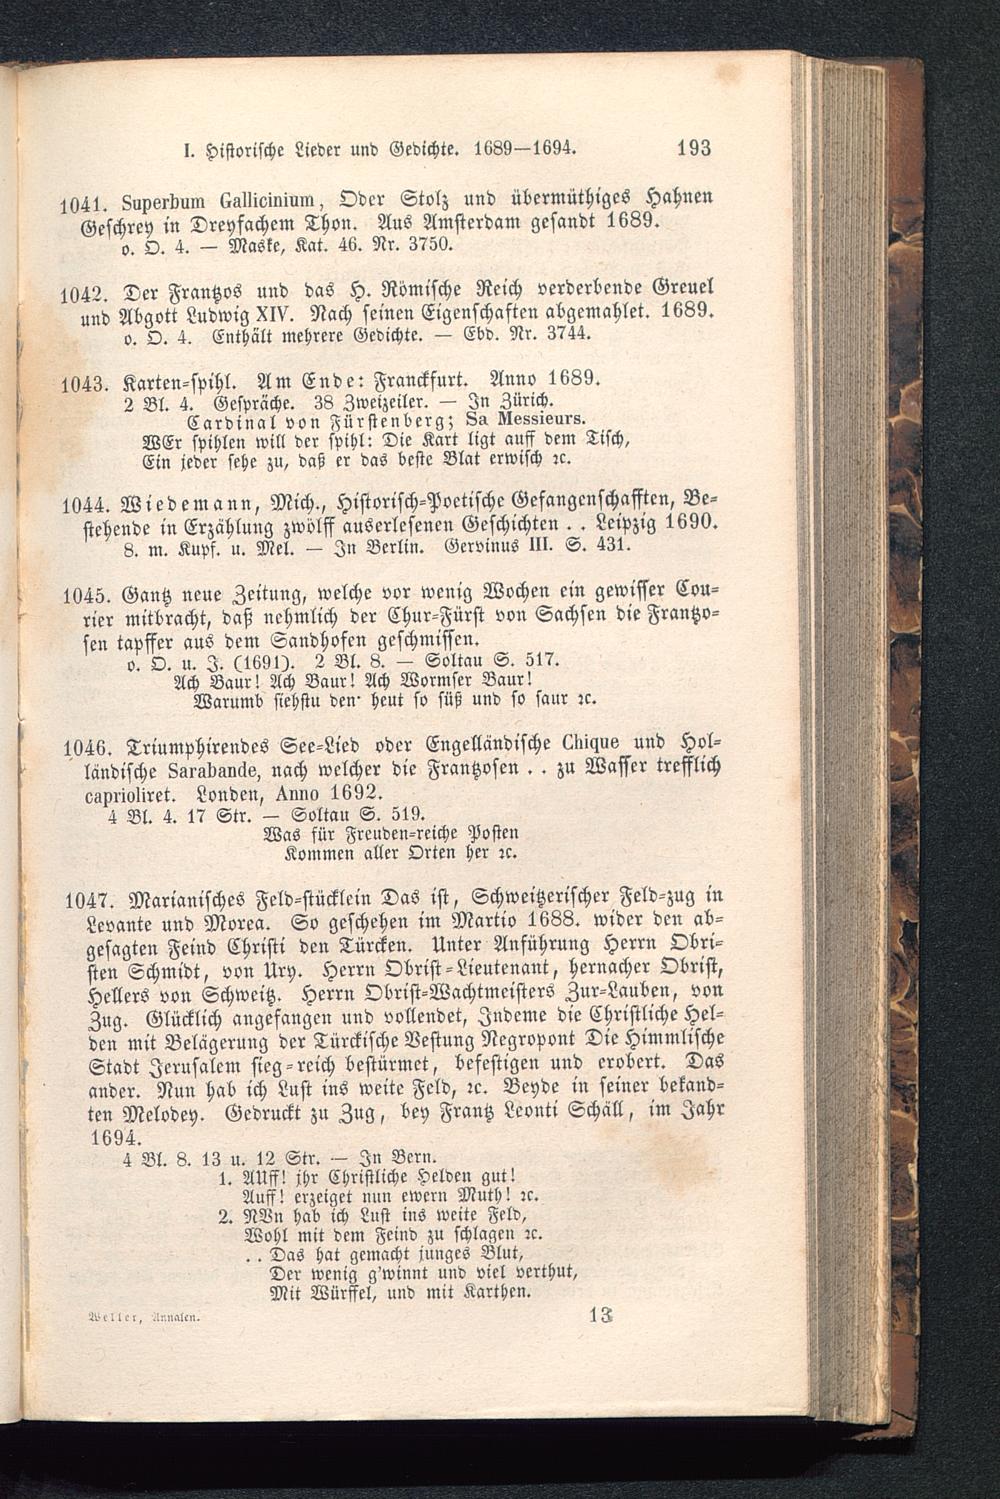 I. Historische Lieder und Gedichte. 1689—1694. 193
1041. Superbum Gallicinium, Oder Stolz und übermüthiges Hahnen
Geschrey in Dreyfachem Thon. Aus Amsterdam gesandt 1689.
o. O. 4. — Maske, Kat. 46. Nr. 3750.
1042. Der Frantzos und das H. Römische Reich verderbende Greuel
und Abgott Ludwig XIV. Nach seinen Eigenschaften abgemahlet. 1689.
o. O. 4. Enthält mehrere Gedichte. — Ebd. Nr. 3744.
1043. Karten-spihl. Am Ende: Franckfurt. Anno 1689.
2 Bl. 4. Gespräche. 38 Zweizeiler. — In Zürich.
Cardinal von Fürstenberg; Sa Messieurs.
WEr spihlen will der spihl: Die Kart ligt auff dem Tisch,
Ein jeder sehe zu, daß er das beste Blat erwisch ꝛc.
1044. Wiedemann, Mich., Historisch-Poetische Gefangenschafften, Be-
stehende in Erzählung zwölff auserlesenen Geschichten . . Leipzig 1690.
8. m. Kupf. u. Mel. — In Berlin. Gervinus III. S. 431.
1045. Gantz neue Zeitung, welche vor wenig Wochen ein gewisser Cou-
rier mitbracht, daß nehmlich der Chur-Fürst von Sachsen die Frantzo-
sen tapffer aus dem Sandhofen geschmissen.
o. O. u. J. (1691). 2 Bl. 8. — Soltau S. 517.
Ach Baur! Ach Baur! Ach Wormser Baur!
Warumb siehstu den heut so süß und so saur ꝛc.
1046. Triumphirendes See-Lied oder Engelländische Chique und Hol-
ländische Sarabande, nach welcher die Frantzosen . . zu Wasser trefflich
caprioliret. Londen, Anno 1692.
4 Bl. 4. 17 Str. — Soltau S. 519.
Was für Freuden-reiche Posten
Kommen aller Orten her ꝛc.
1047. Marianisches Feld-stücklein Das ist, Schweitzerischer Feld-zug in
Levante und Morea. So geschehen im Martio 1688. wider den ab-
gesagten Feind Christi den Türcken. Unter Anführung Herrn Obri-
sten Schmidt, von Ury. Herrn Obrist-Lieutenant, hernacher Obrist,
Hellers von Schweitz. Herrn Obrist-Wachtmeisters Zur-Lauben, von
Zug. Glücklich angefangen und vollendet, Indeme die Christliche Hel-
den mit Belägerung der Türckische Vestung Negropont Die Himmlische
Stadt Jerusalem sieg-reich bestürmet, befestigen und erobert. Das
ander. Nun hab ich Lust ins weite Feld, ꝛc. Beyde in seiner bekand-
ten Melodey. Gedruckt zu Zug, bey Frantz Leonti Schäll, im Jahr
1694.
4 Bl. 8. 13 u. 12 Str. — In Bern.
1. AUff! jhr Christliche Helden gut!
Auff! erzeiget nun ewern Muth! ꝛc.
2. NVn hab ich Lust ins weite Feld,
Wohl mit dem Feind zu schlagen ꝛc.
. . Das hat gemacht junges Blut,
Der wenig g'winnt und viel verthut,
Mit Würffel, und mit Karthen.
Weller, Annalen. 13